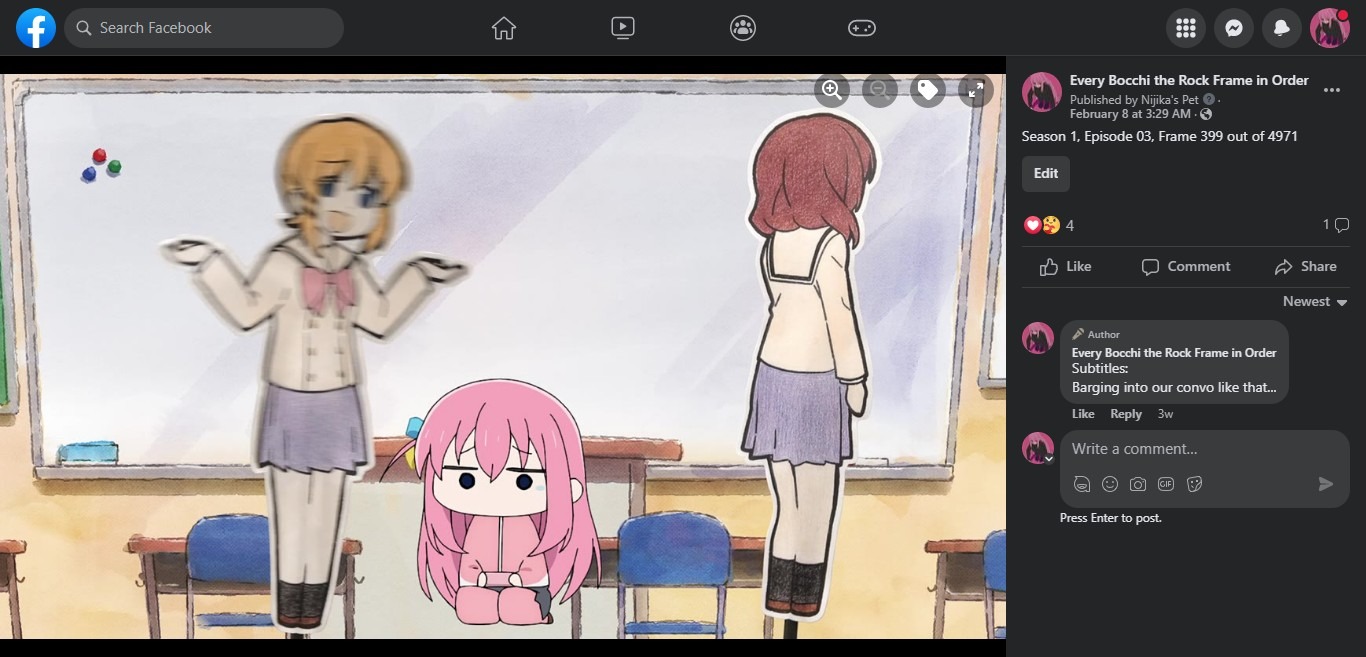 Search Facebook
Every Bocchi the Rock Frame in Order
Published by Nijika's Pet ·
February 8 at 3:29 AM ·
Season 1, Episode 03, Frame 399 out of 4971
Edit
4
1
Like
Comment
Share
Newest
Author
Every Bocchi the Rock Frame in Order
Subtitles:
Barging into our convo like that...
Like Reply 3w
Write a comment...
GIF
Press Enter to post.